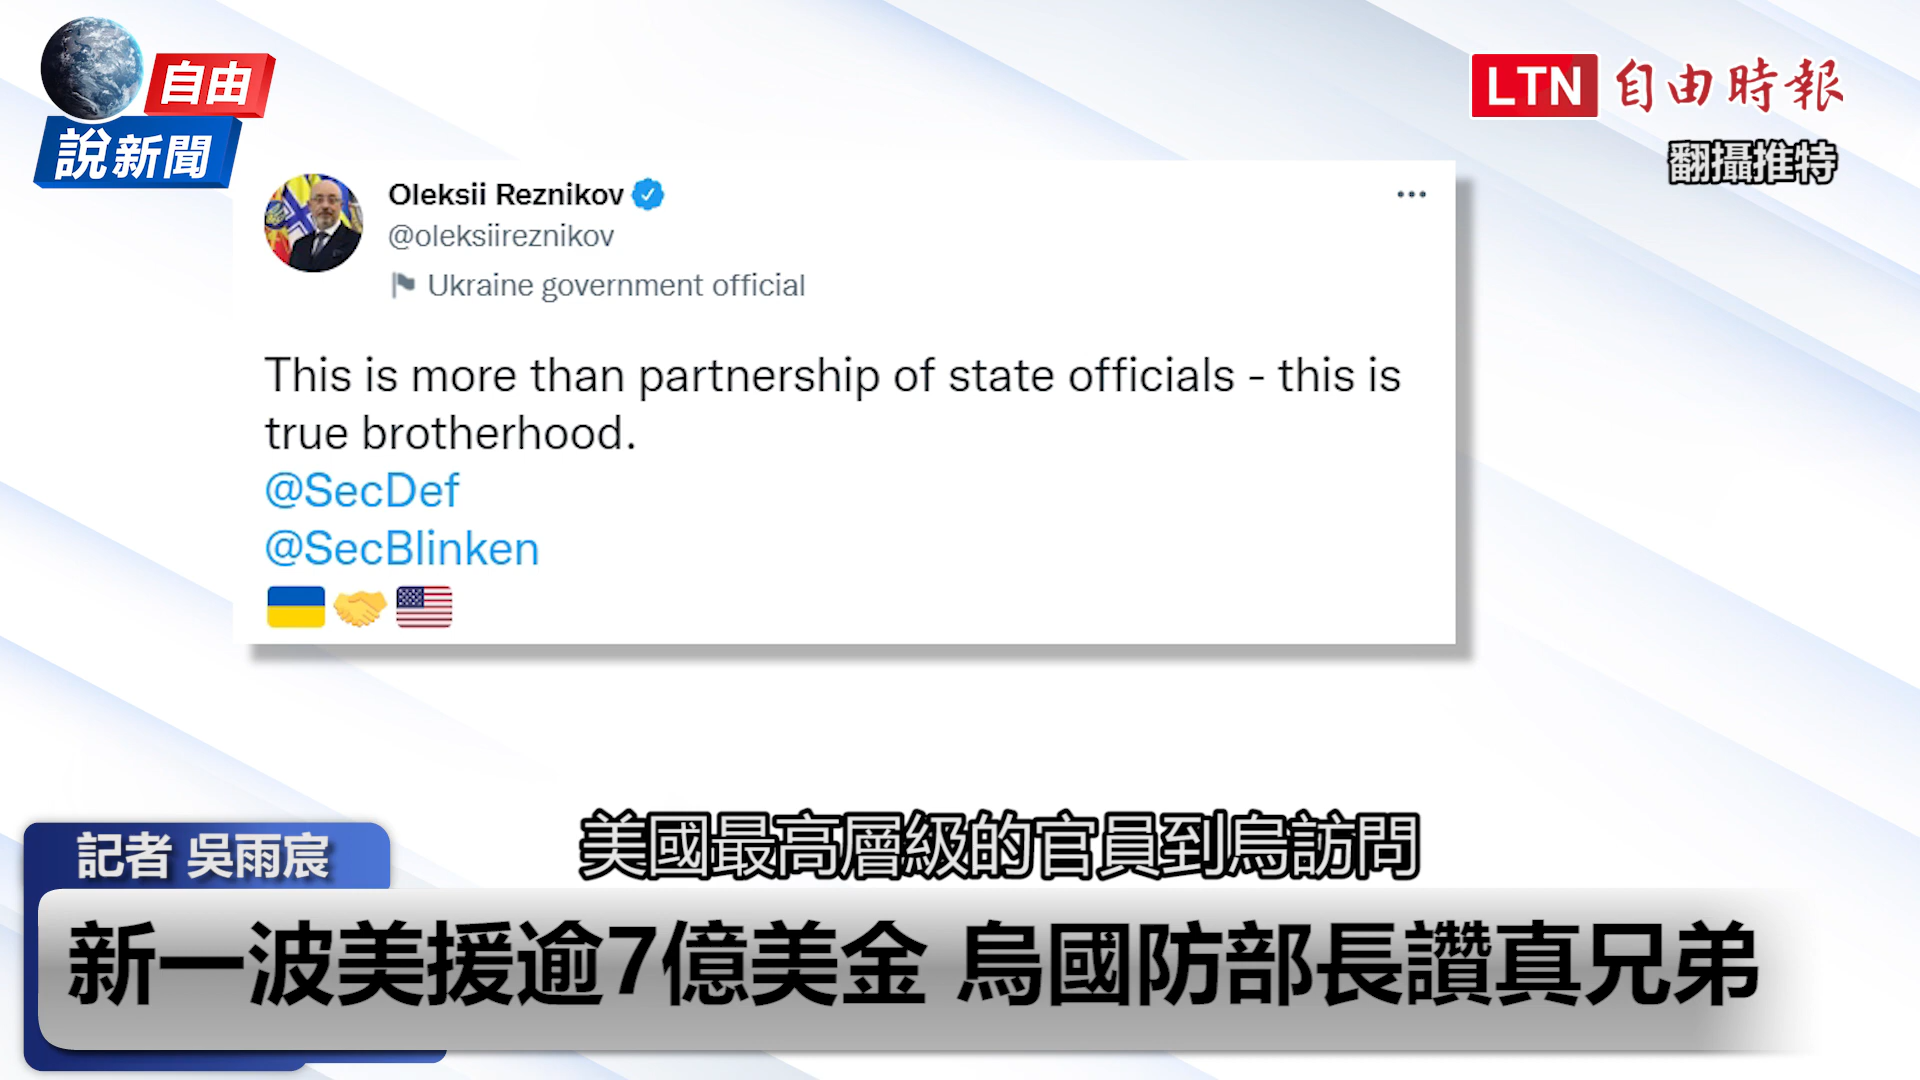 自由
說新聞
LTN 自由時報
翻攝推特
Oleksii Reznikov
@oleksiireznikov
Ukraine government official
This is more than partnership of state officials - this is
true brotherhood.
@SecDef
@SecBlinken
美國最高層級的官員到烏訪問
記者 吳雨宸
新一波美援逾7億美金 烏國防部長讚真兄弟